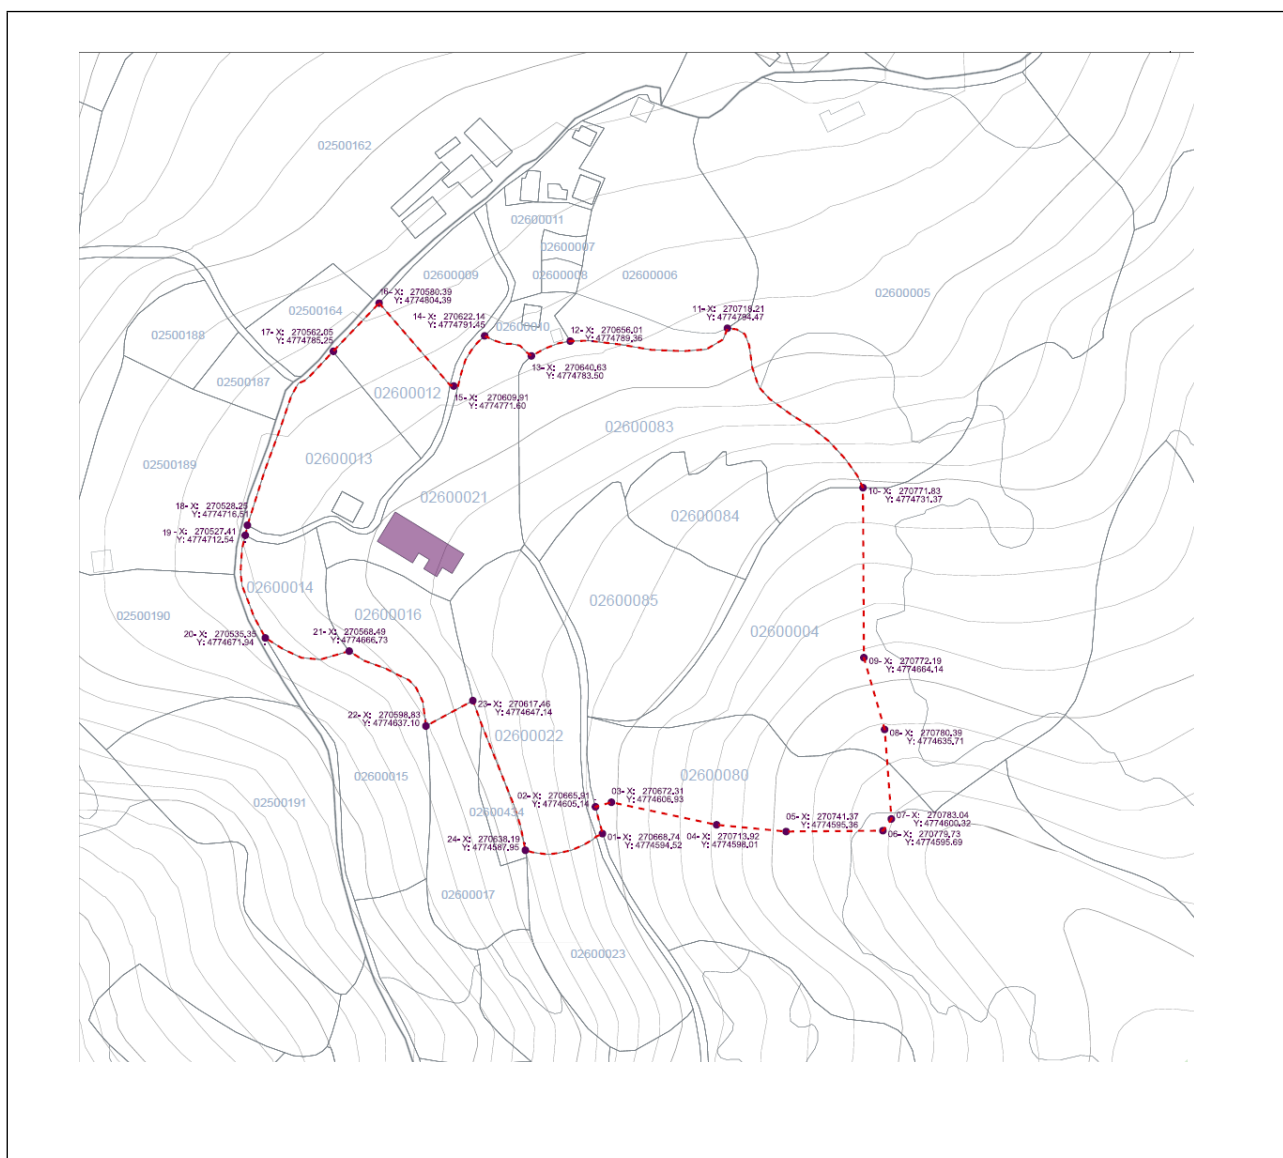 02500162
02600011
02600007
02600009
02600008
02600006
02600005
16- X: 270580.39
Y: 4774804.39
02500164
14- X: 270622.14
Y: 4774791.45
02600010
11- X: 270718.21
Y: 4774794.47
12- X: 270656.01
Y: 4774789.36
17- X: 270562.05
Y: 4774785.25
02500188
02500187
13- X: 270640.63
Y: 4774783.50
02600012
15- X: 270609.91
Y: 4774771.60
02600083
02500189
02600013
02600021
10- X: 270771.83
Y: 4774731.37
18- X: 270528.25
Y: 4774716.51
02600084
19 - X: 270527.41
Y: 4774712.54
02600014
02600085
02500190
02600016
02600004
20- X: 270535.35
Y: 4774671.94
21- X: 270568.49
Y: 4774666.73
09- X: 270772.19
Y: 4774664.14
23- X: 270617.46
Y: 4774647.14
22- X: 270598.83
Y: 4774637.10
02600022
08- X: 270780.39
Y: 4774635.71
02600015
02600080
02500191
02- X: 270665.91
Y: 4774605.14
03- X: 270672.31
Y: 4774606.93
02600434
05- X: 270741.37
Y: 4774595.36
07- X: 270783.04
Y: 4774600.32
24- X: 270638.19
Y: 4774587.95
01- X: 270668.74
Y: 4774594.52
04- X: 270713.92
Y: 4774598.01
06- X: 270779.73
Y: 4774595.69
02600017
02600023